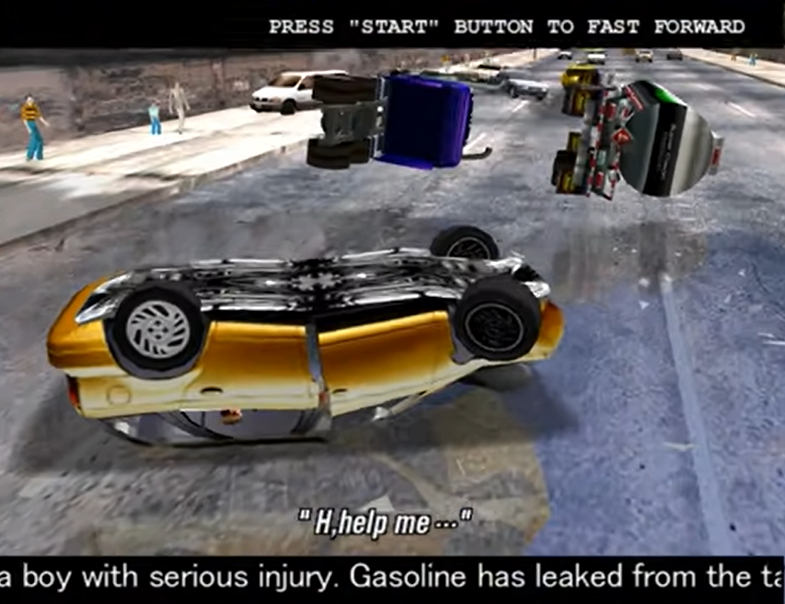 PRESS "START" BUTTON TO FAST FORWARD
"H,help me ···"
a boy with serious injury. Gasoline has leaked from the ta